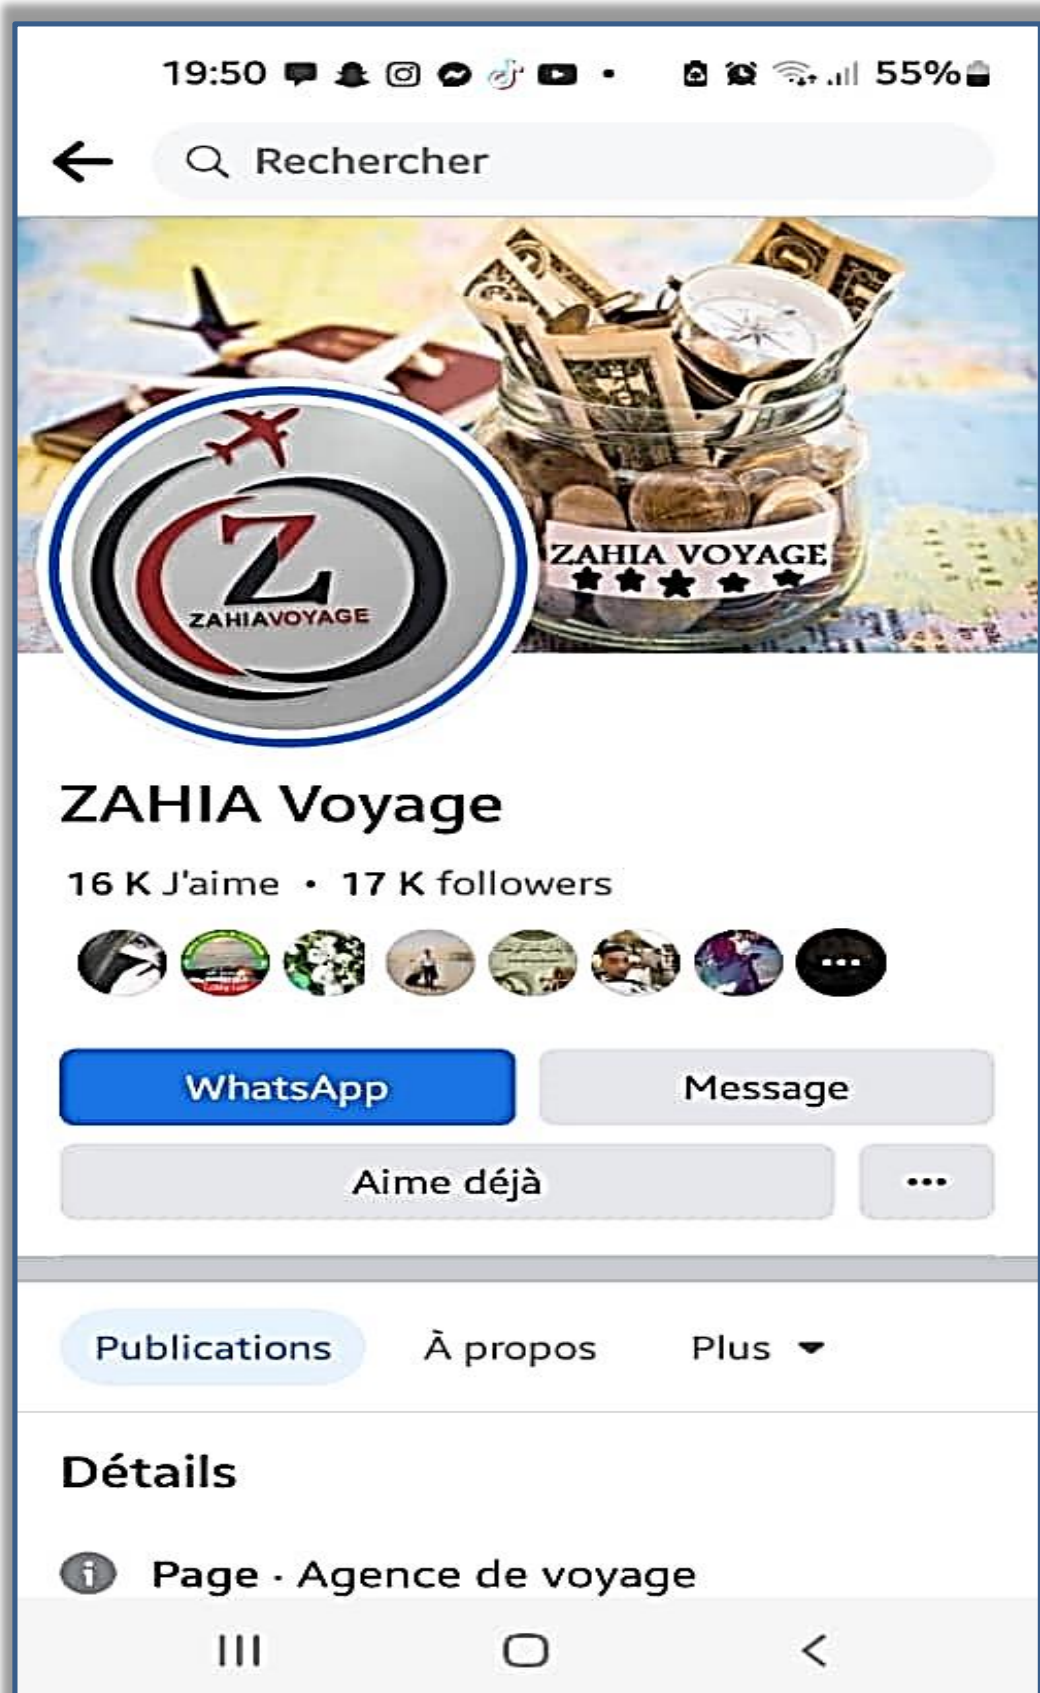 19:50 55%
Rechercher
Z
ZAHIAVOYAGE
ZAHIA VOYAGE
ZAHIA Voyage
16 K J'aime · 17 K followers
WhatsApp Message
Aime déjà
Publications À propos Plus
Détails
Page · Agence de voyage